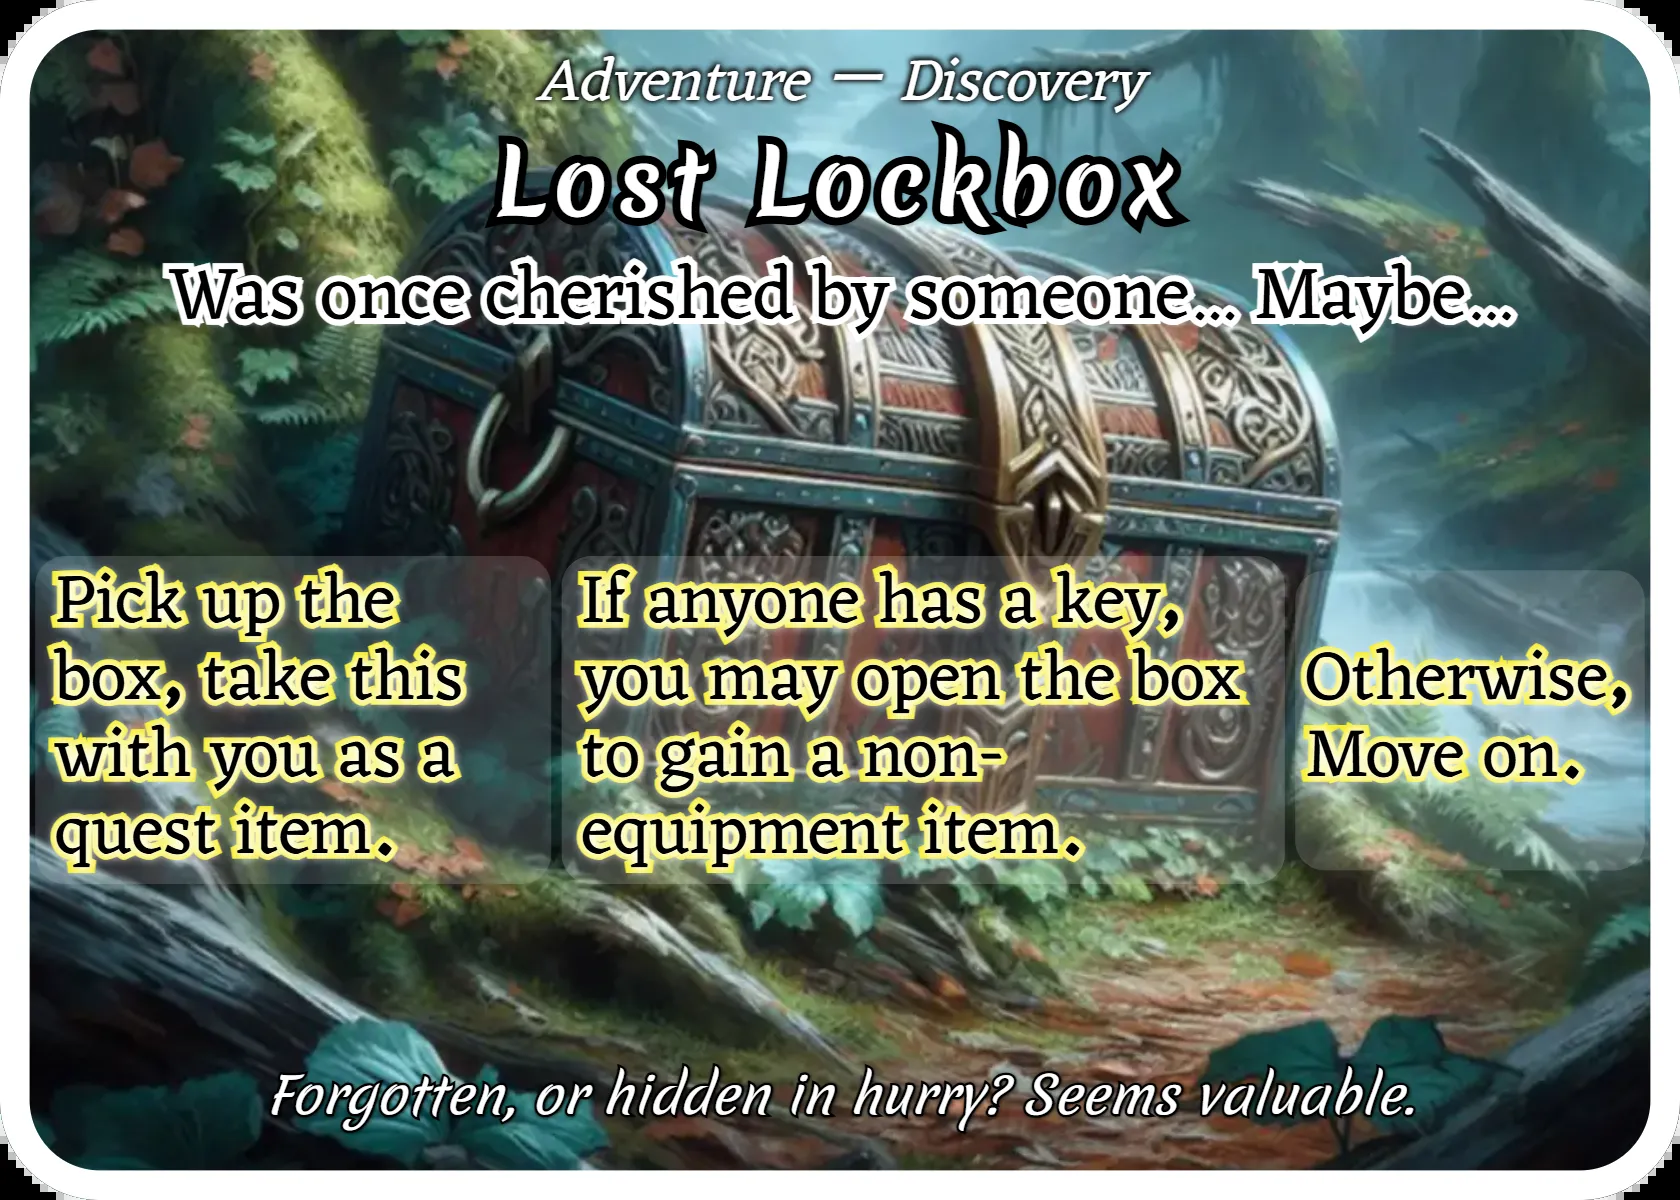 Adventure — Discovery
Lost Lockbox
Was once cherished by someone... Maybe...
Pick up the
box, take this
with you as a
quest item.
If anyone has a key,
you may open the box
to gain a non-
equipment item.
Otherwise,
Move on.
Forgotten, or hidden in hurry? Seems valuable.